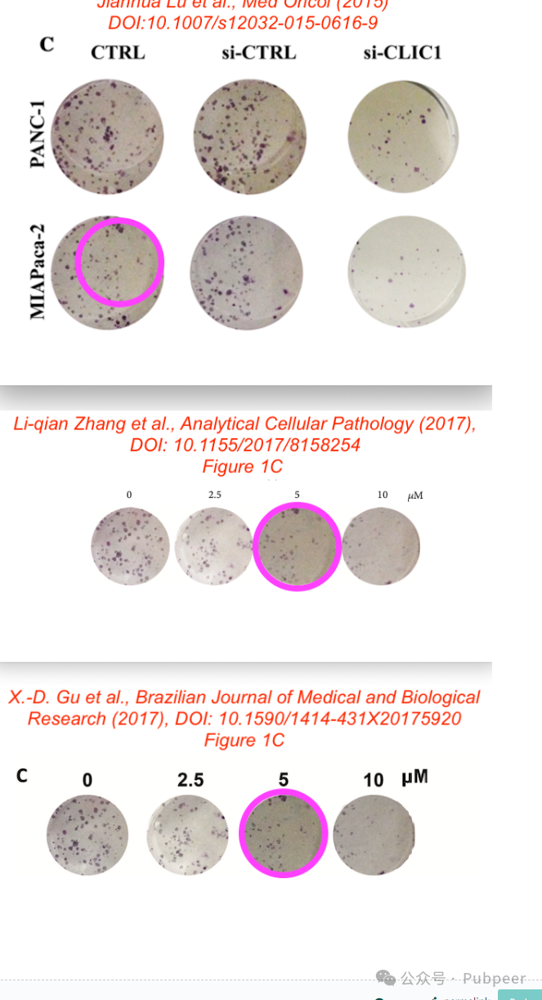 Jianhua Lu et al., Med Oncol (2015)
DOI:10.1007/s12032-015-0616-9
C
CTRL si-CTRL si-CLIC1
PANC-1
MIAPaca-2
Li-qian Zhang et al., Analytical Cellular Pathology (2017),
DOI: 10.1155/2017/8158254
Figure 1C
0 2.5 5 10 μM
X.-D. Gu et al., Brazilian Journal of Medical and Biological
Research (2017), DOI: 10.1590/1414-431X20175920
Figure 1C
C 0 2.5 5 10 μM
公众号 · Pubpeer